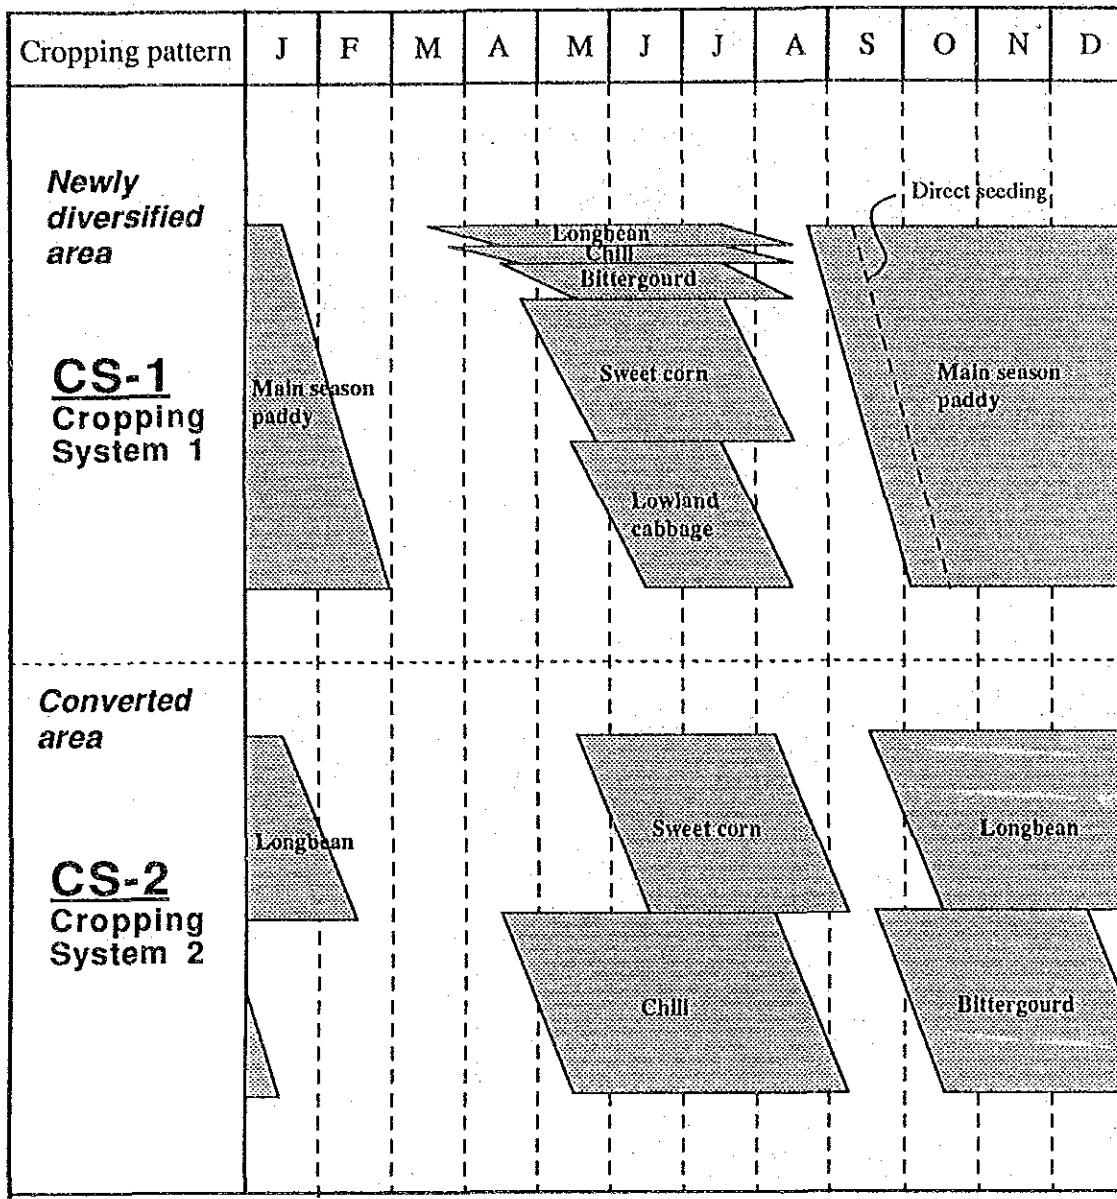 Cropping pattern J F M A M J J A S O N D
Newly
diversified
area
CS-1
Cropping
System 1
Main season
paddy
Longbean
Chili
Bittergourd
Sweet corn
Lowland
cabbage
Direct seeding
Main season
paddy
Converted
area
CS-2
Cropping
System 2
Longbean
Sweet corn
Longbean
Chili
Bittergourd